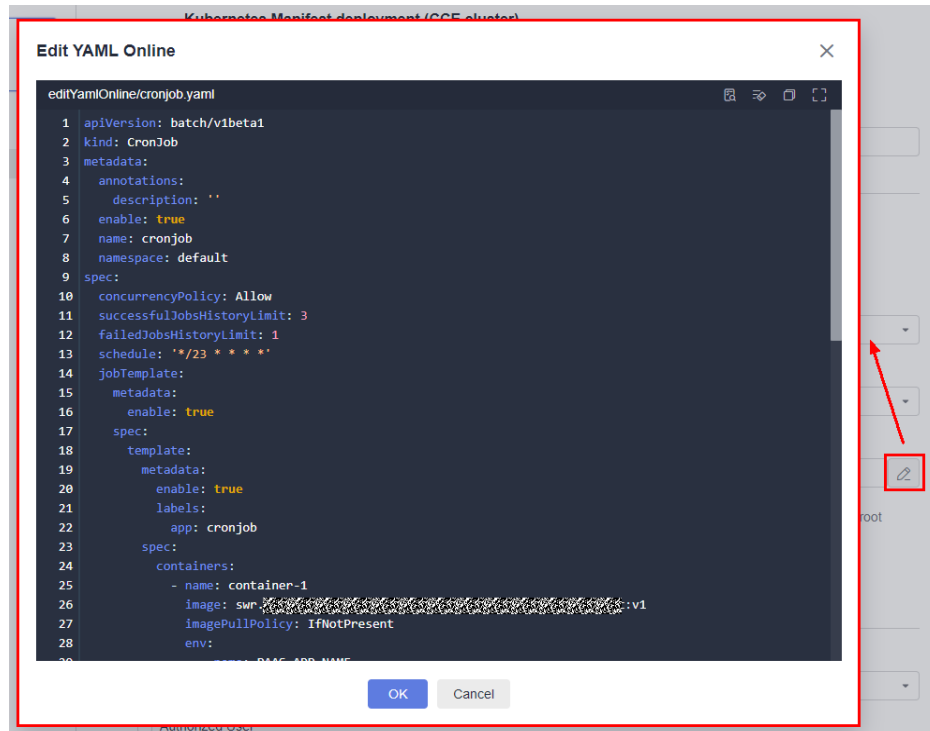 Kubernetes Manifest deployment (CCE cluster)
Edit YAML Online
editYamlOnline/cronjob.yaml
1 apiVersion: batch/v1beta1
2 kind: CronJob
3 metadata:
4 annotations:
5 description: ''
6 enable: true
7 name: cronjob
8 namespace: default
9 spec:
10 concurrencyPolicy: Allow
11 successfulJobsHistoryLimit: 3
12 failedJobsHistoryLimit: 1
13 schedule: '*/23 * * * *'
14 jobTemplate:
15 metadata:
16 enable: true
17 spec:
18 template:
19 metadata:
20 enable: true
21 labels:
22 app: cronjob
23 spec:
24 containers:
25 - name: container-1
26 image: swr. :v1
27 imagePullPolicy: IfNotPresent
28 env:
29 - name: PAAS_APP_NAME
root
OK Cancel
Authorized User